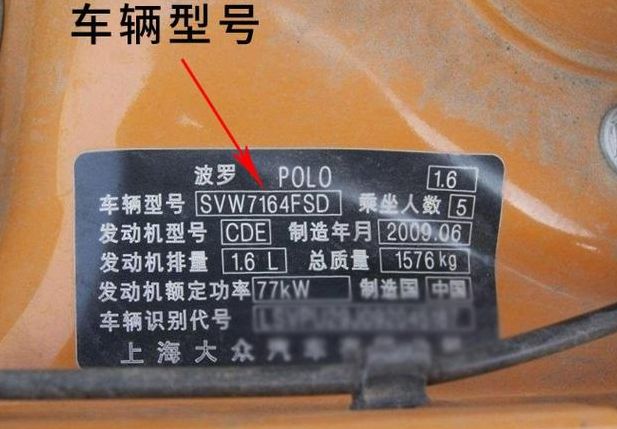 车辆型号
波罗 POLO 1.6
车辆型号 SVW7164FSD 乘坐人数 5
发动机型号 CDE 制造年月 2009.06
发动机排量 1.6 L 总质量 1576kg
发动机额定功率 77kW 制造国 中国
车辆识别代号
上海大众汽车